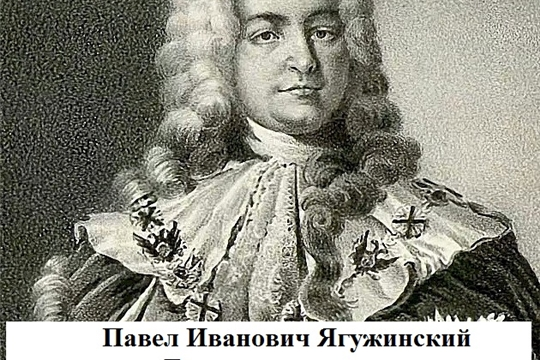 Павел Иванович Ягужинский